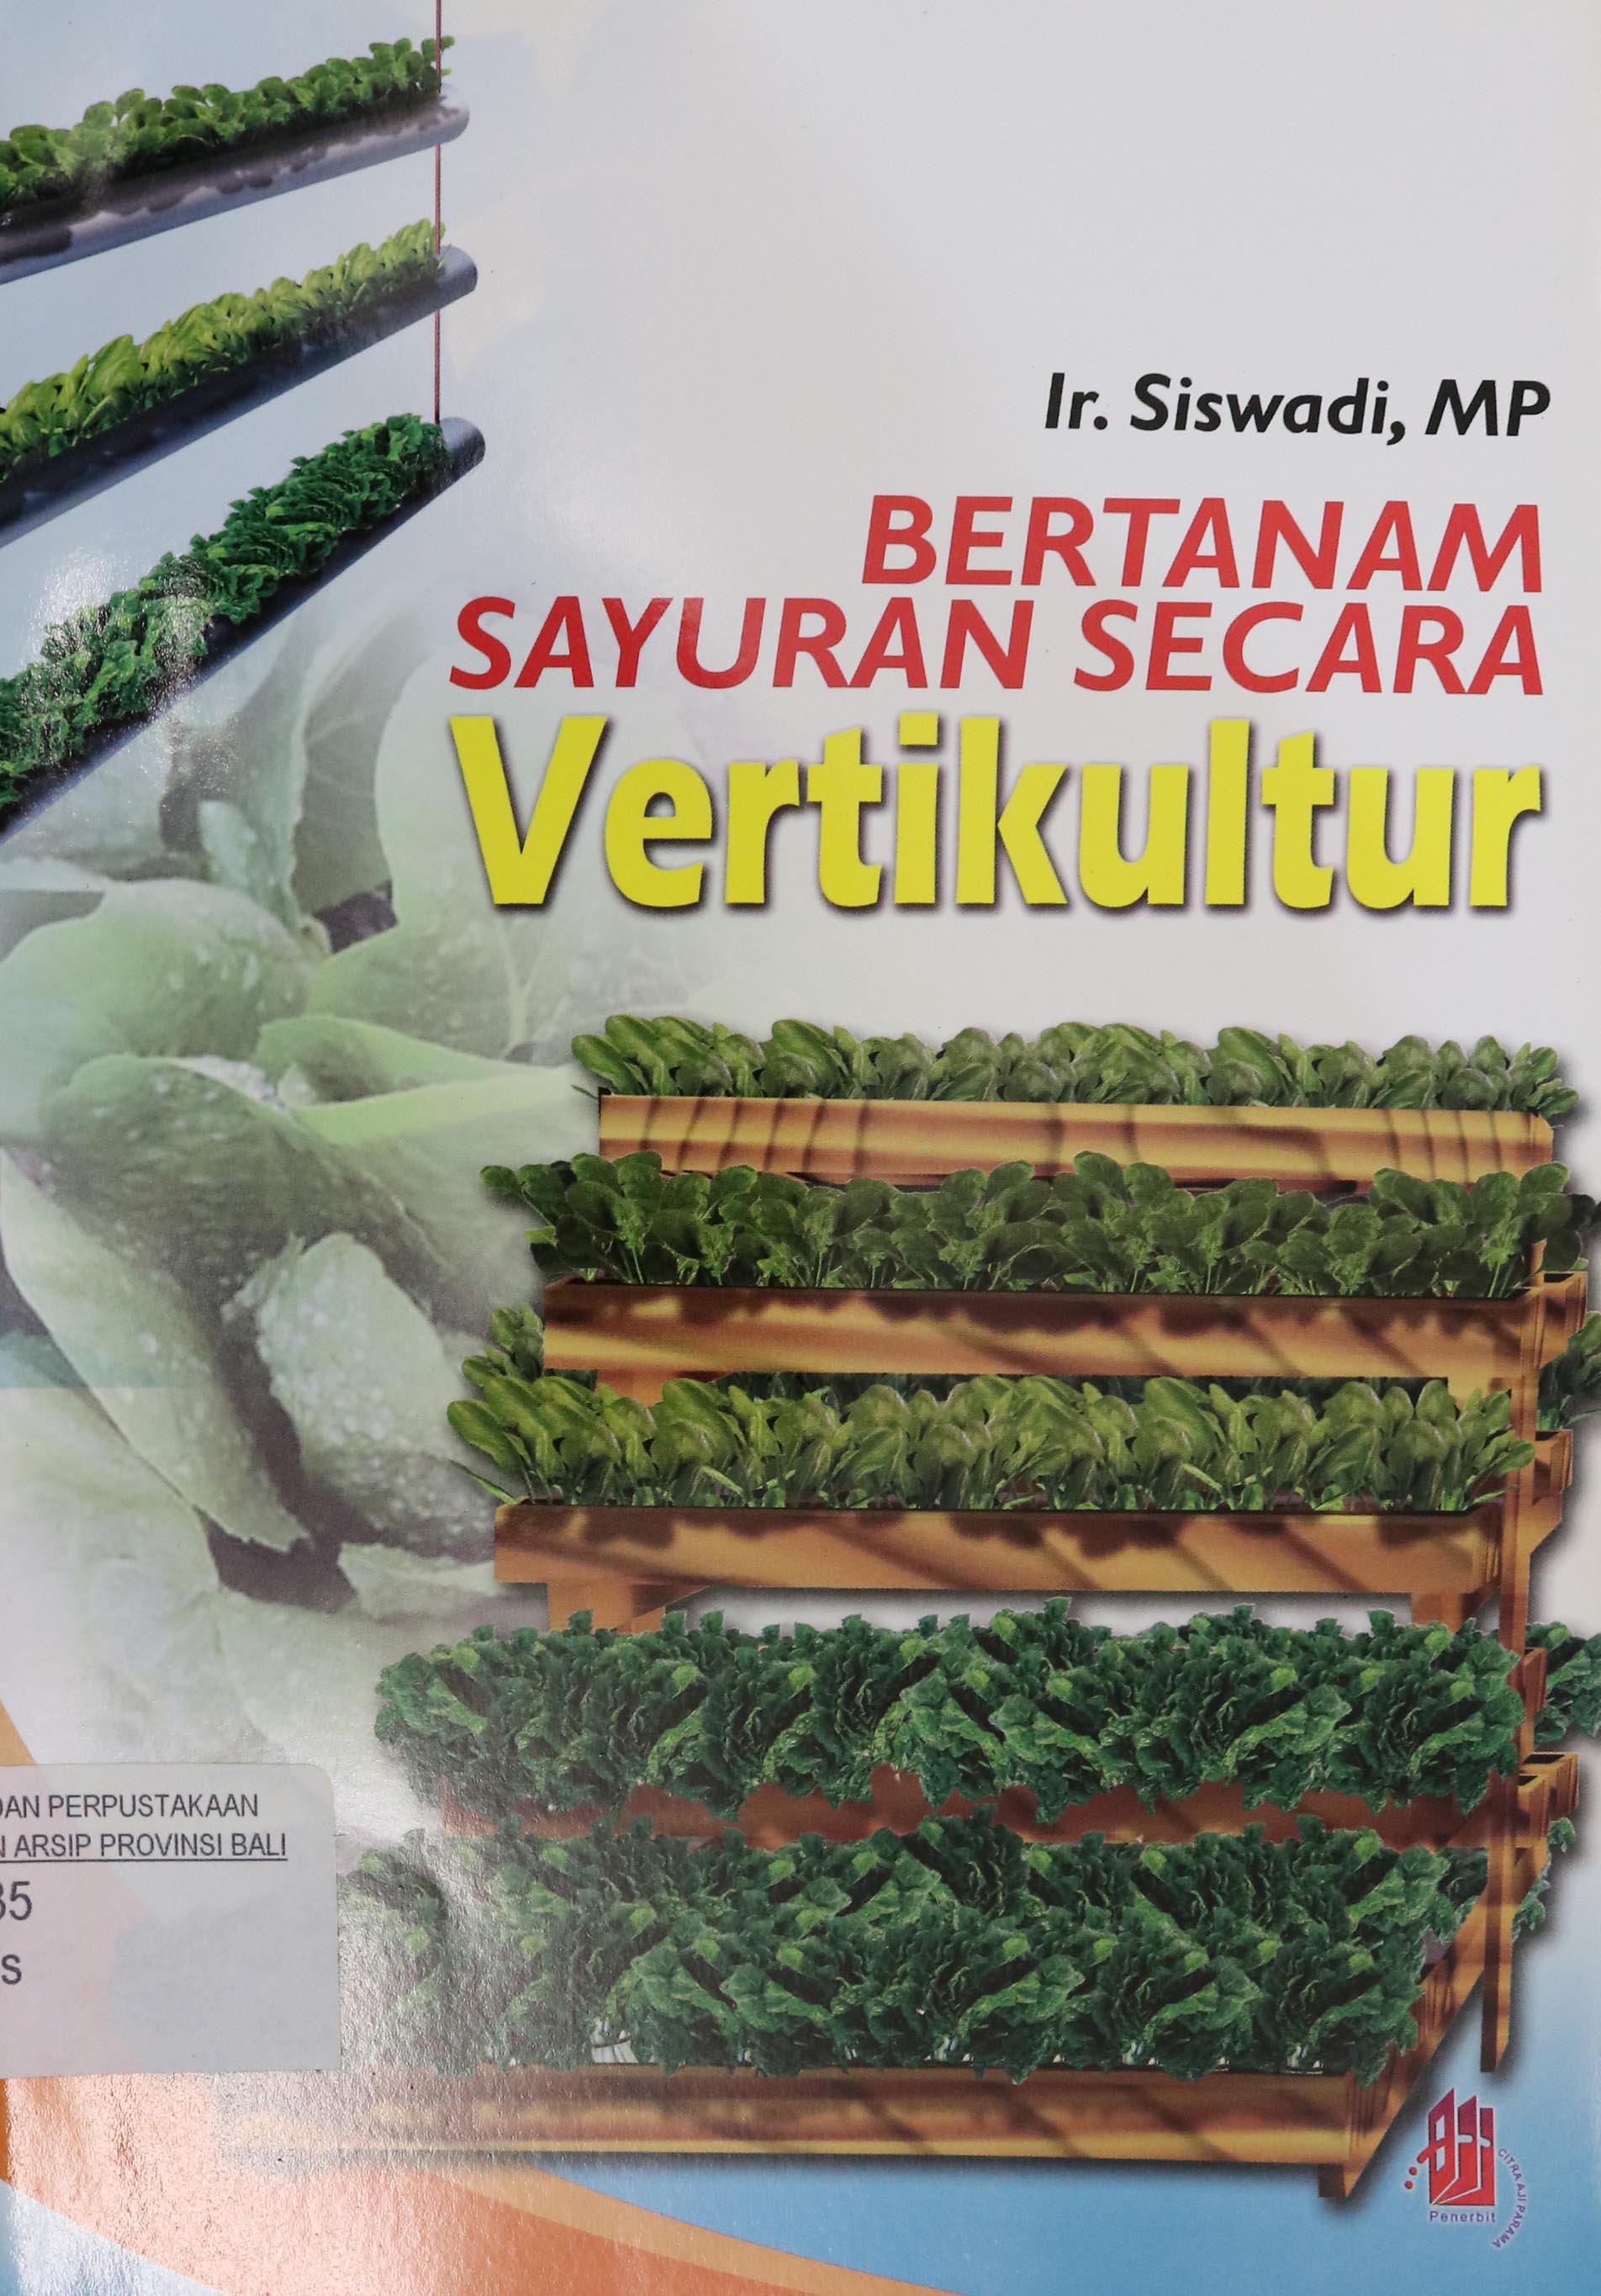 Ir. Siswadi, MP
BERTANAM
SAYURAN SECARA
Vertikultur
DAN PERPUSTAKAAN
ARSIP PROVINSI BALI
35
s
Penerbit
CITRA AJI PARAMA